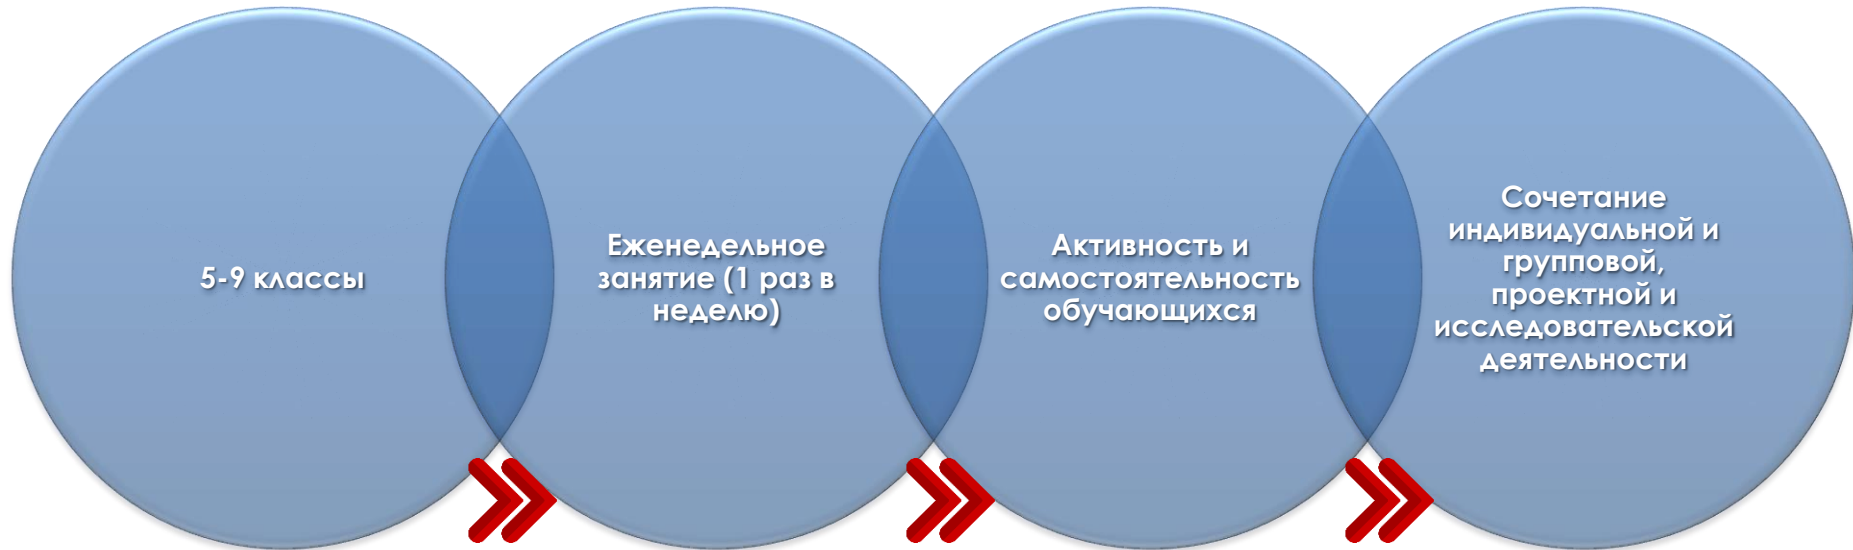 5-9 классы
Еженедельное
занятие (1 раз в
неделю)
Активность и
самостоятельность
обучающихся
Сочетание
индивидуальной и
групповой,
проектной и
исследовательской
деятельности